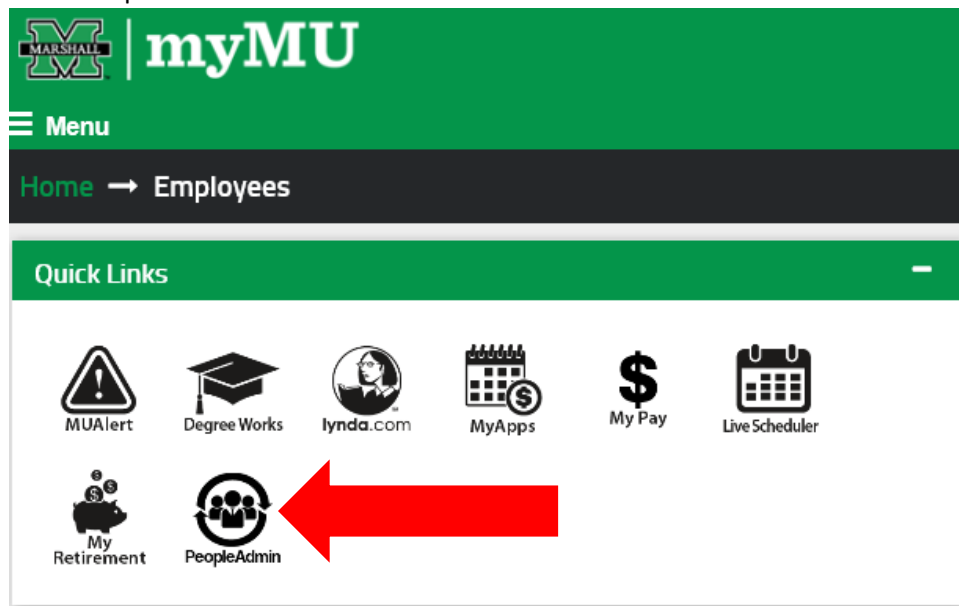 MARSHALL
myMU
Menu
Home → Employees
Quick Links
MUAlert
Degree Works
lynda.com
MyApps
My Pay
Live Scheduler
My
Retirement
PeopleAdmin